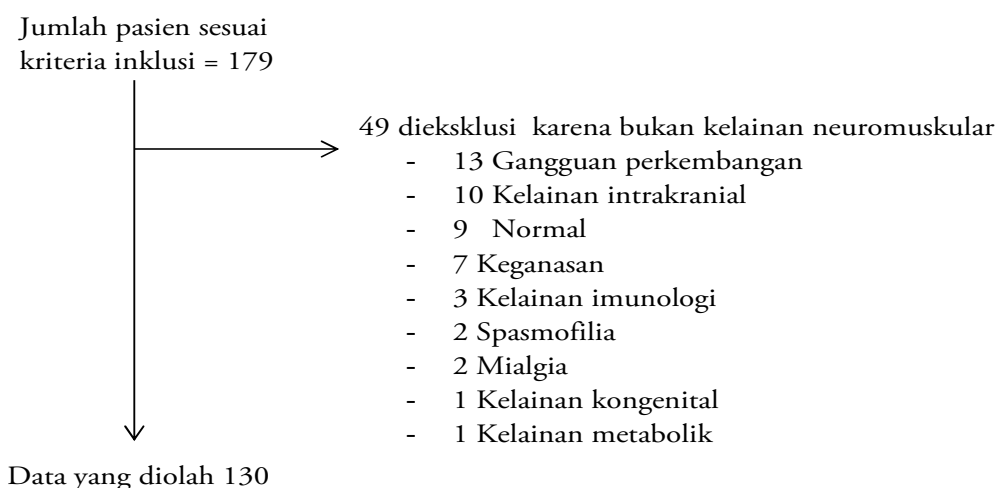 Jumlah pasien sesuai
kriteria inklusi = 179
49 dieksklusi karena bukan kelainan neuromuskular
- 13 Gangguan perkembangan
- 10 Kelainan intrakranial
- 9 Normal
- 7 Keganasan
- 3 Kelainan imunologi
- 2 Spasmofilia
- 2 Mialgia
- 1 Kelainan kongenital
- 1 Kelainan metabolik
Data yang diolah 130